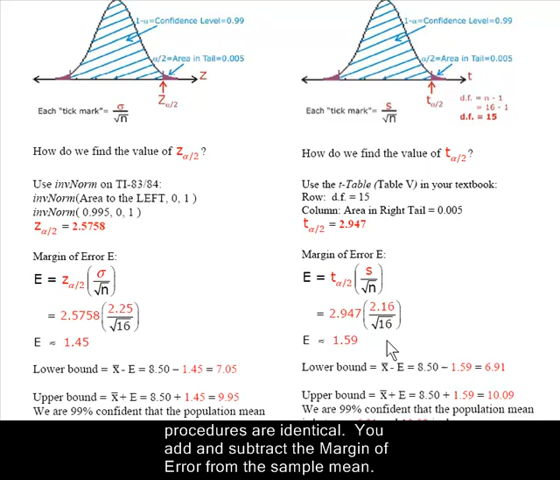 1-α=Confidence Level=0.99
α/2=Area in Tail=0.005
Z
Zα/2
Each "tick mark"= σ/√n
How do we find the value of zα/2?
Use invNorm on TI-83/84:
invNorm(Area to the LEFT, 0, 1)
invNorm( 0.995, 0, 1)
zα/2 = 2.5758
Margin of Error E:
E = zα/2 (σ/√n)
= 2.5758 (2.25/√16)
E ≈ 1.45
Lower bound = x̄ - E = 8.50 - 1.45 = 7.05
Upper bound = x̄ + E = 8.50 + 1.45 = 9.95
We are 99% confident that the population mean
1-α=Confidence Level=0.99
α/2=Area in Tail=0.005
t
tα/2
d.f. = n - 1
= 16 - 1
d.f. = 15
Each "tick mark"= s/√n
How do we find the value of tα/2?
Use the t-Table (Table V) in your textbook:
Row: d.f. = 15
Column: Area in Right Tail = 0.005
tα/2 = 2.947
Margin of Error E:
E = tα/2 (s/√n)
= 2.947 (2.16/√16)
E ≈ 1.59
Lower bound = x̄ - E = 8.50 - 1.59 = 6.91
Upper bound = x̄ + E = 8.50 + 1.59 = 10.09
We are 99% confident that the population mean
procedures are identical. You
add and subtract the Margin of
Error from the sample mean.